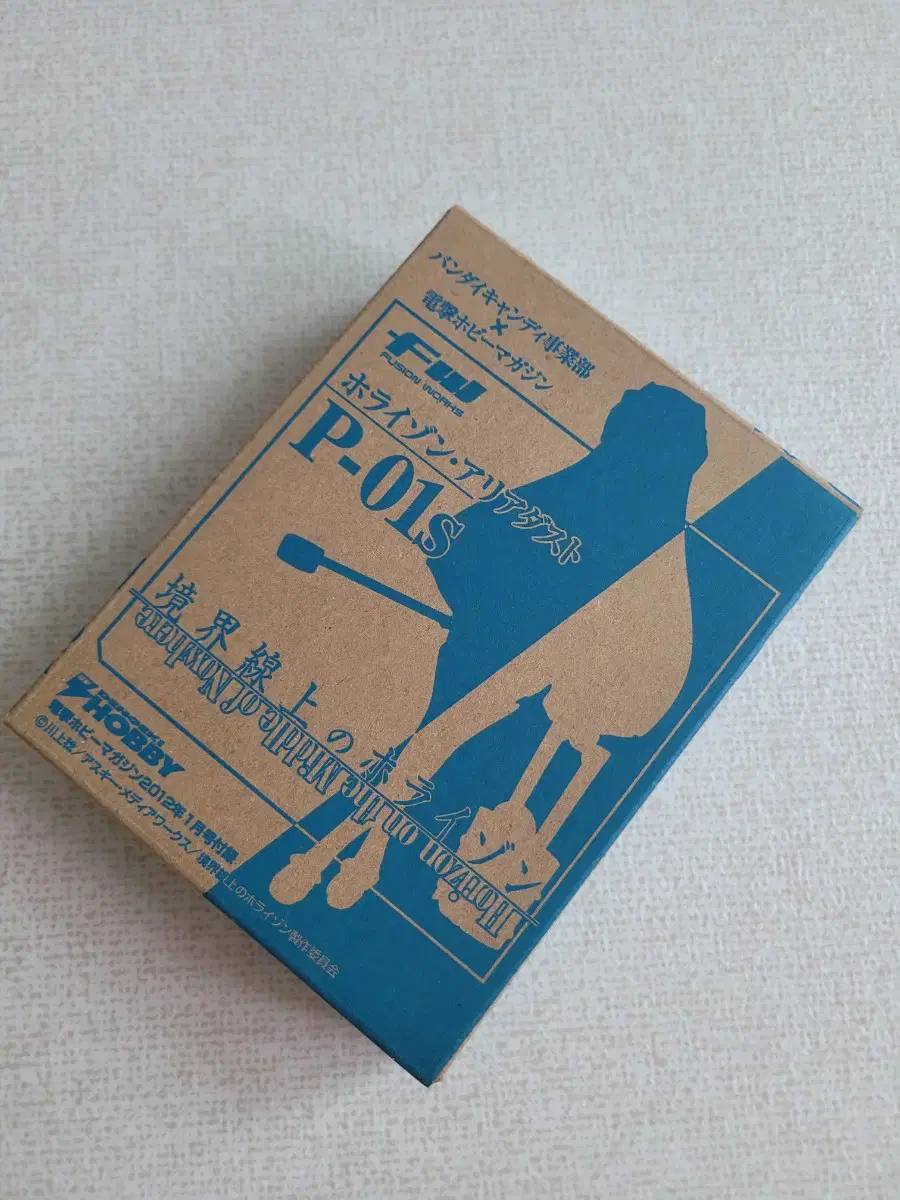 バンダイキャンディ事業部
×
電撃ホビーマガジン
FW
FUSION WORKS
ホライゾン・アリアダスト
P-01s
境界線上のホライゾン
Horizon on the Middle of Nowhere
HOBBY
電撃ホビーマガジン2012年1月号付録
©川上稔/アスキー・メディアワークス/境界線上のホライゾン製作委員会